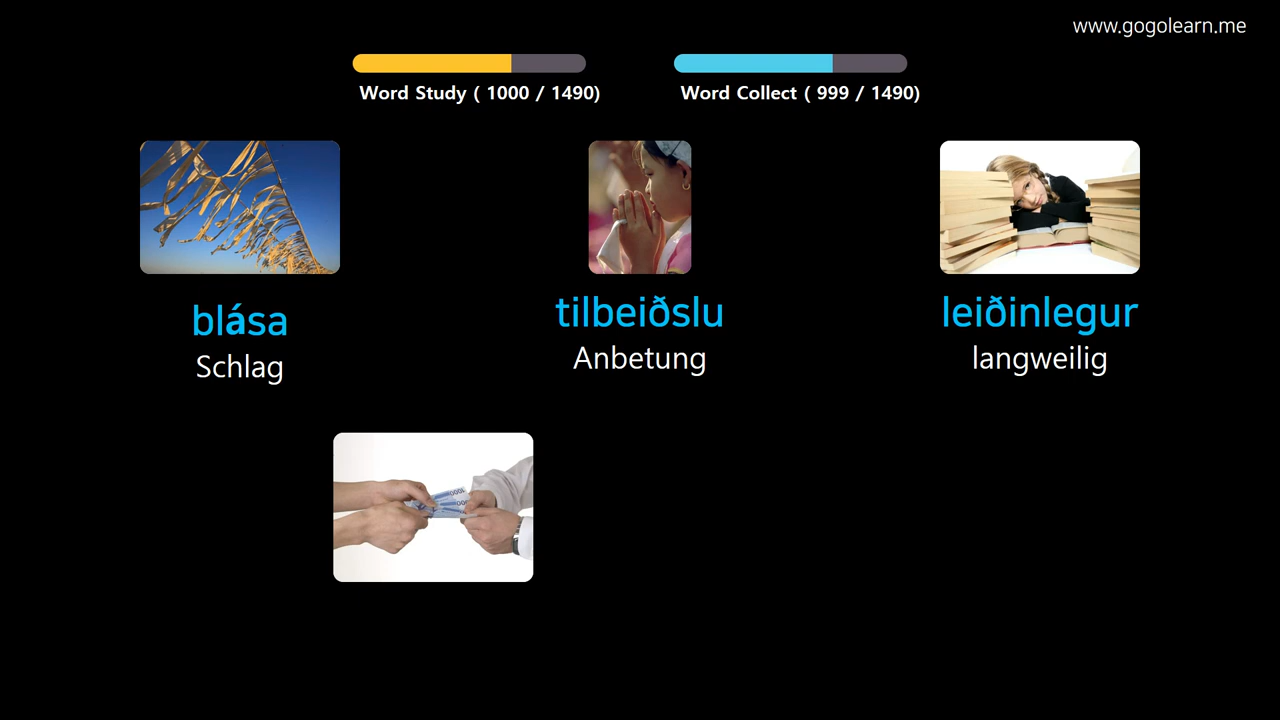 www.gogolearn.me
Word Study ( 1000 / 1490)
Word Collect ( 999 / 1490)
blása
Schlag
tilbeiðslu
Anbetung
leiðinlegur
langweilig